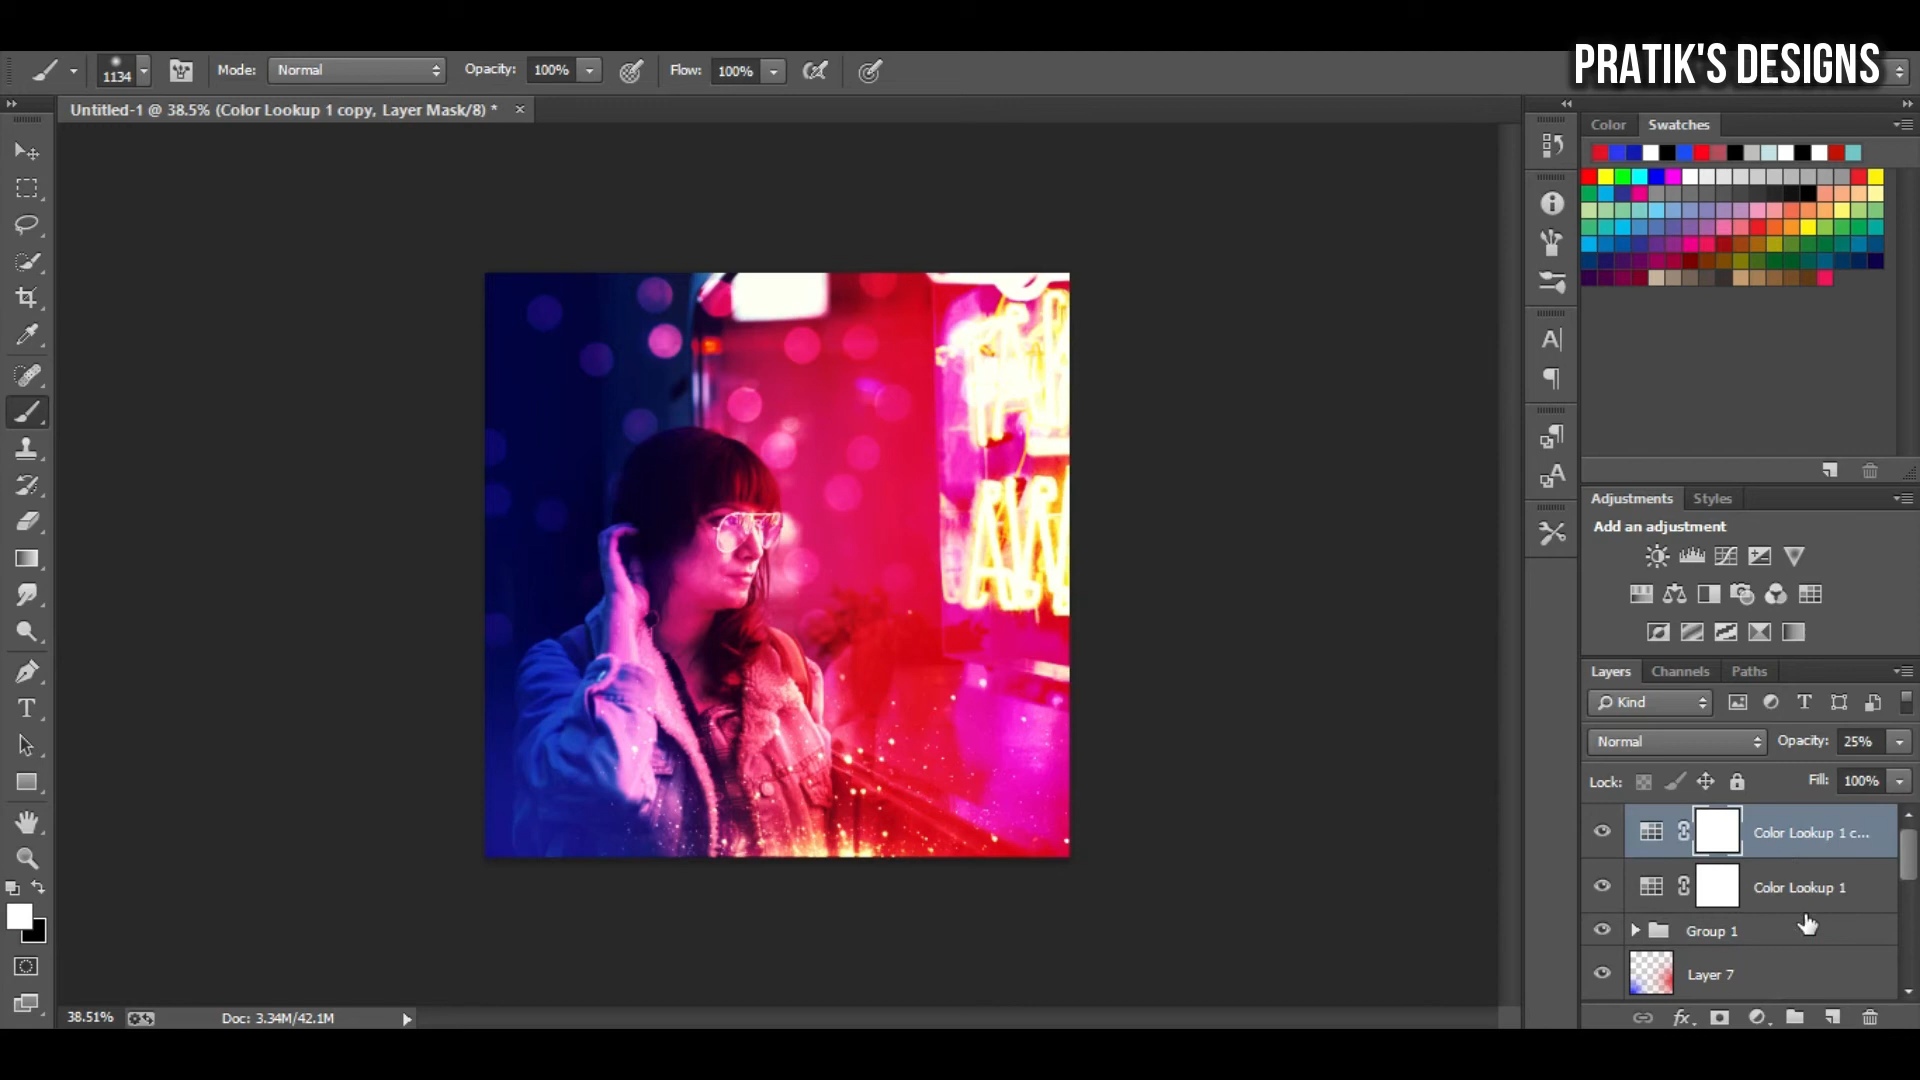 PRATIK'S DESIGNS
1134
Mode: Normal
Opacity: 100%
Flow: 100%
Untitled-1 @ 38.5% (Color Lookup 1 copy, Layer Mask/8) *
Color
Swatches
Adjustments
Styles
Add an adjustment
Layers
Channels
Paths
Kind
Normal
Opacity: 25%
Lock:
Fill: 100%
Color Lookup 1 c...
Color Lookup 1
Group 1
Layer 7
fx
38.51%
Doc: 3.34M/42.1M